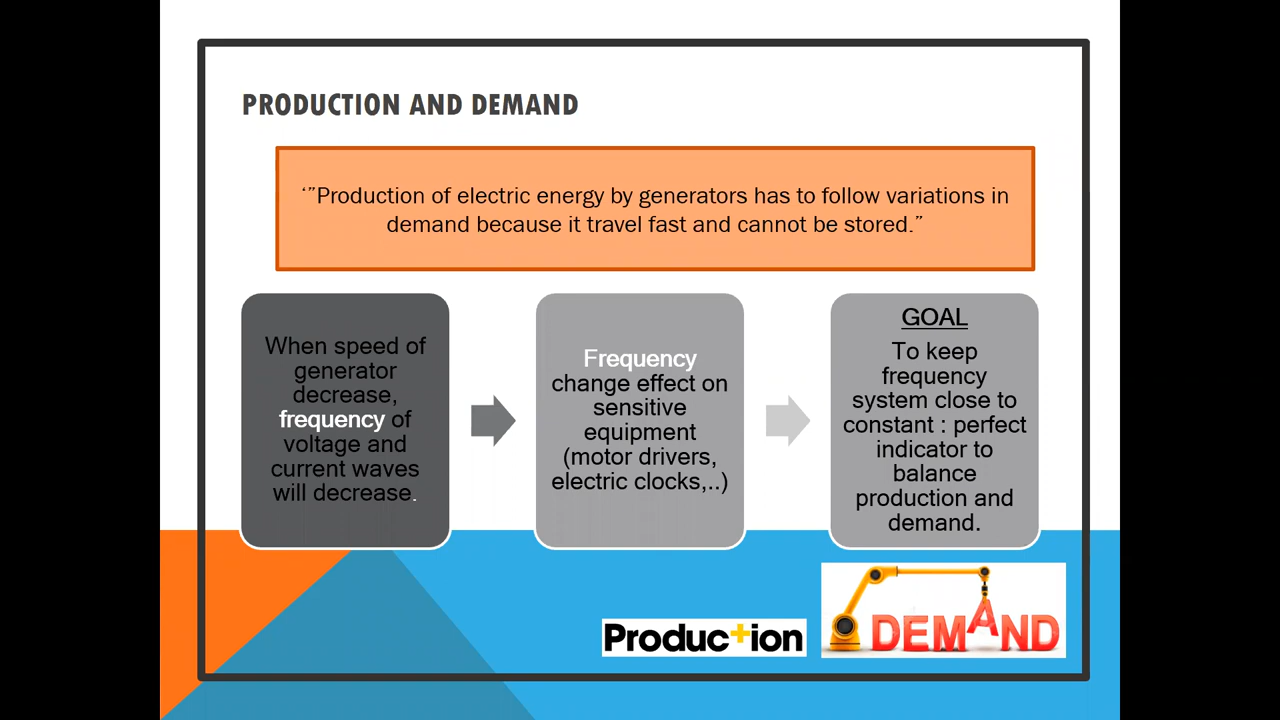 PRODUCTION AND DEMAND
‘”Production of electric energy by generators has to follow variations in
demand because it travel fast and cannot be stored.”
When speed of
generator
decrease,
frequency of
voltage and
current waves
will decrease.
Frequency
change effect on
sensitive
equipment
(motor drivers,
electric clocks,..)
GOAL
To keep
frequency
system close to
constant : perfect
indicator to
balance
production and
demand.
Production
DEMAND